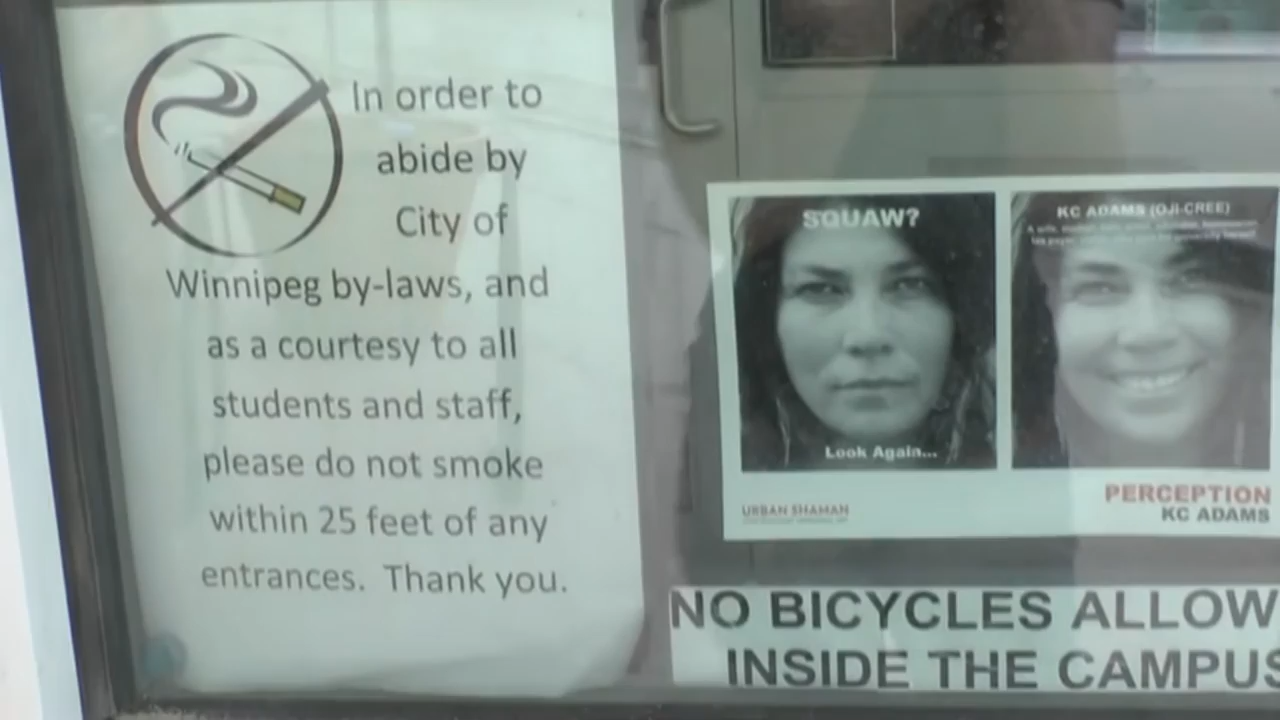 In order to
abide by
City of
Winnipeg by-laws, and
as a courtesy to all
students and staff,
please do not smoke
within 25 feet of any
entrances. Thank you.
SQUAW?
Look Again...
KC ADAMS (OJI-CREE)
URBAN SHAMAN
PERCEPTION
KC ADAMS
NO BICYCLES ALLOW
INSIDE THE CAMPUS